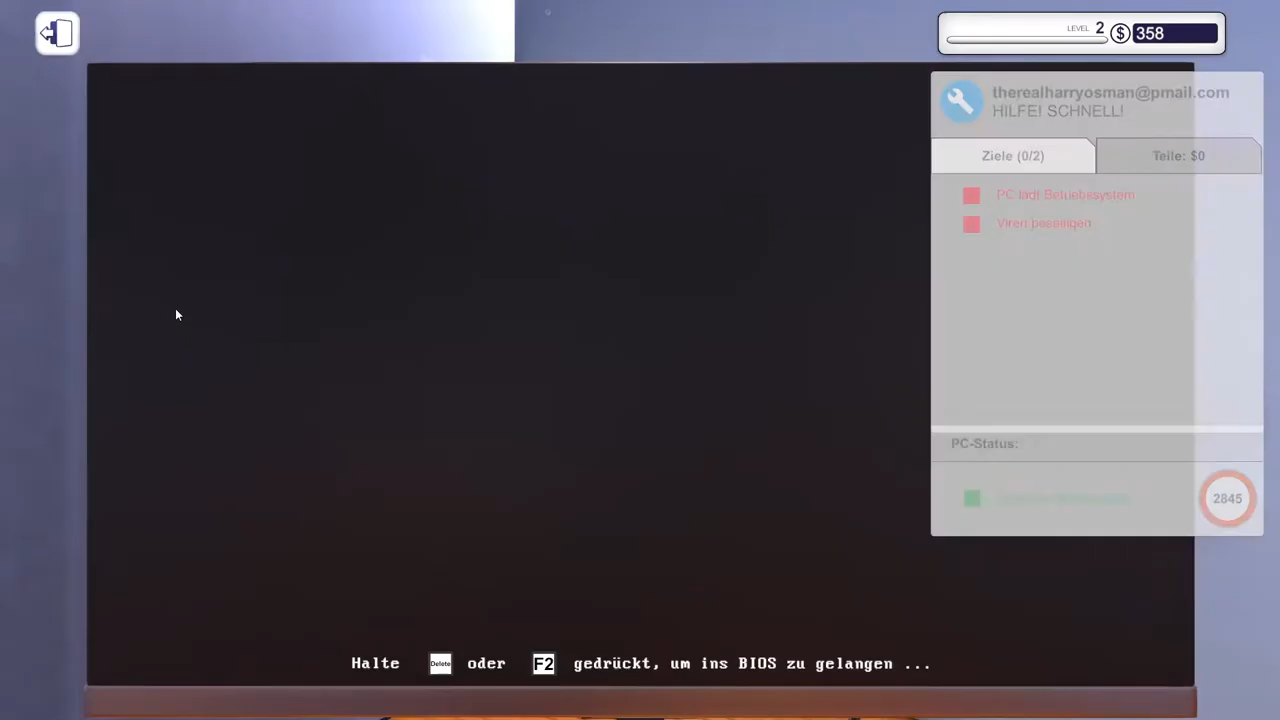 LEVEL 2 $ 358
therealharryosman@pmail.com
HILFE! SCHNELL!
Ziele (0/2)
Teile: $0
PC lädt Betriebssystem
Viren beseitigen
PC-Status:
2845
Halte Delete oder F2 gedrückt, um ins BIOS zu gelangen ...